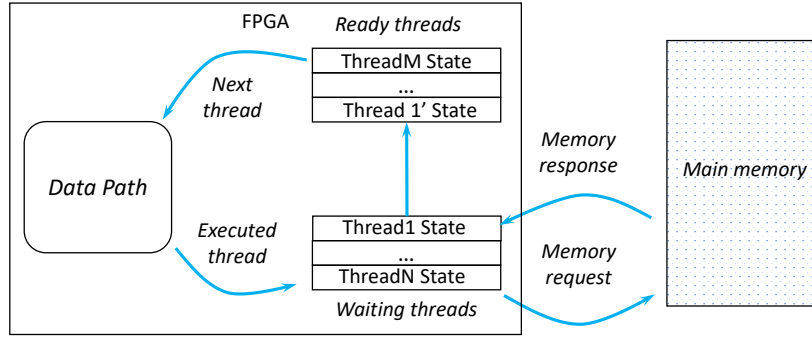 FPGA
Ready threads
ThreadM State
...
Thread 1’ State
Next
thread
Data Path
Executed
thread
Thread1 State
...
ThreadN State
Waiting threads
Memory
response
Memory
request
Main memory